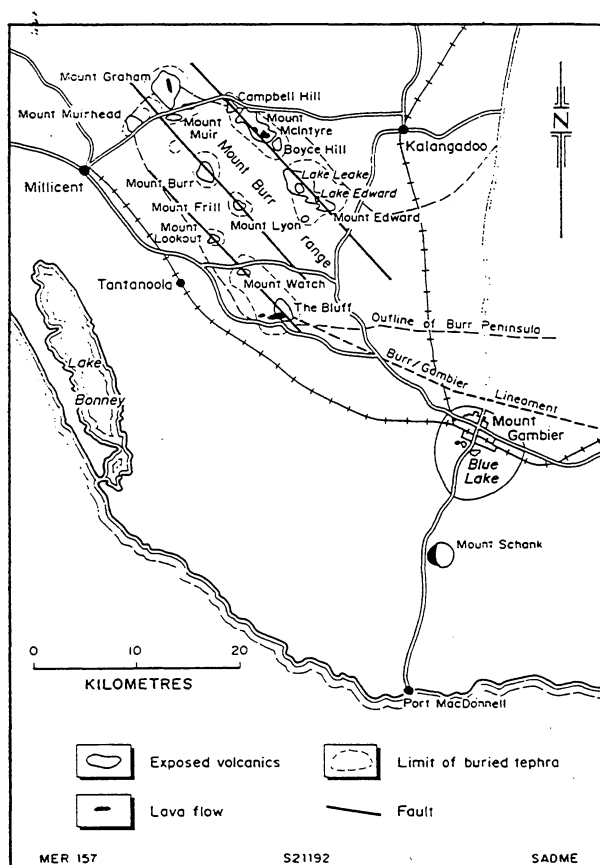 Mount Graham
Campbell Hill
Mount Muirhead
Mount
McIntyre
Mount
Muir
Boyce Hill
Kalangadoo
N
Millicent
Mount Burr
Mount Burr
range
Lake Leake
Lake Edward
Mount Frill
Mount Lyon
Mount Edward
Mount
Lookout
Mount Watch
Tantanoola
The Bluff
Outline of Burr Peninsula
Burr/Gambier
Lineament
Lake
Bonney
Mount
Gambier
Blue
Lake
Mount Schank
0 10 20
KILOMETRES
Port MacDonnell
Exposed volcanics
Limit of buried tephra
Lava flow
Fault
MER 157 S21192 SADME